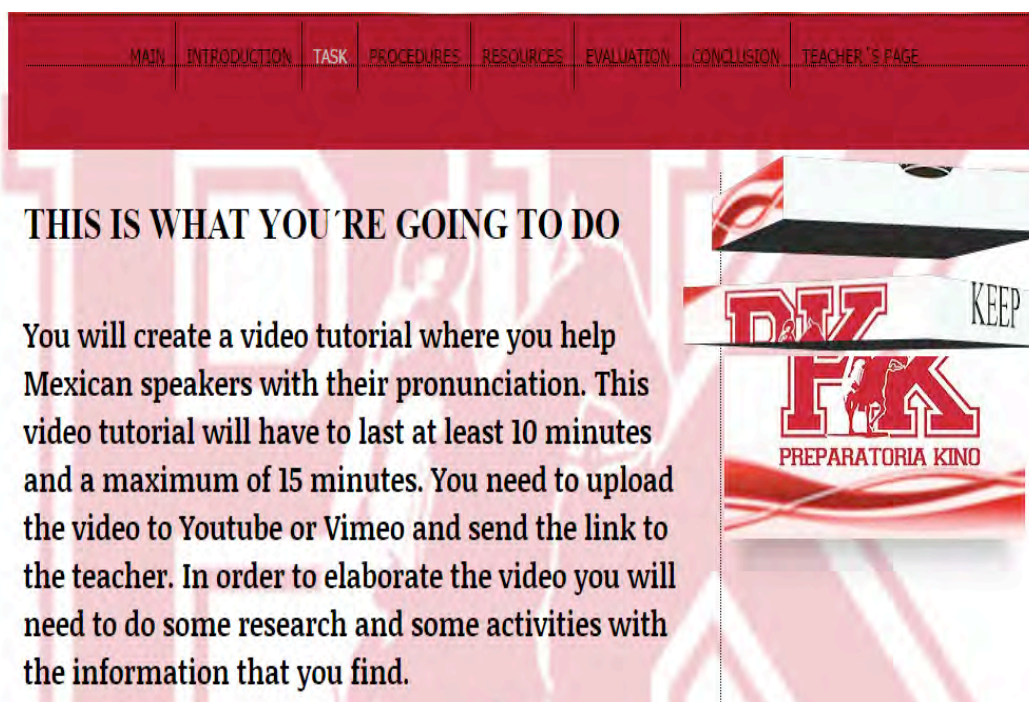 MAIN INTRODUCTION TASK PROCEDURES RESOURCES EVALUATION CONCLUSION TEACHER´S PAGE
THIS IS WHAT YOU´RE GOING TO DO
You will create a video tutorial where you help
Mexican speakers with their pronunciation. This
video tutorial will have to last at least 10 minutes
and a maximum of 15 minutes. You need to upload
the video to Youtube or Vimeo and send the link to
the teacher. In order to elaborate the video you will
need to do some research and some activities with
the information that you find.
KEEP
PK
PK
PREPARATORIA KINO